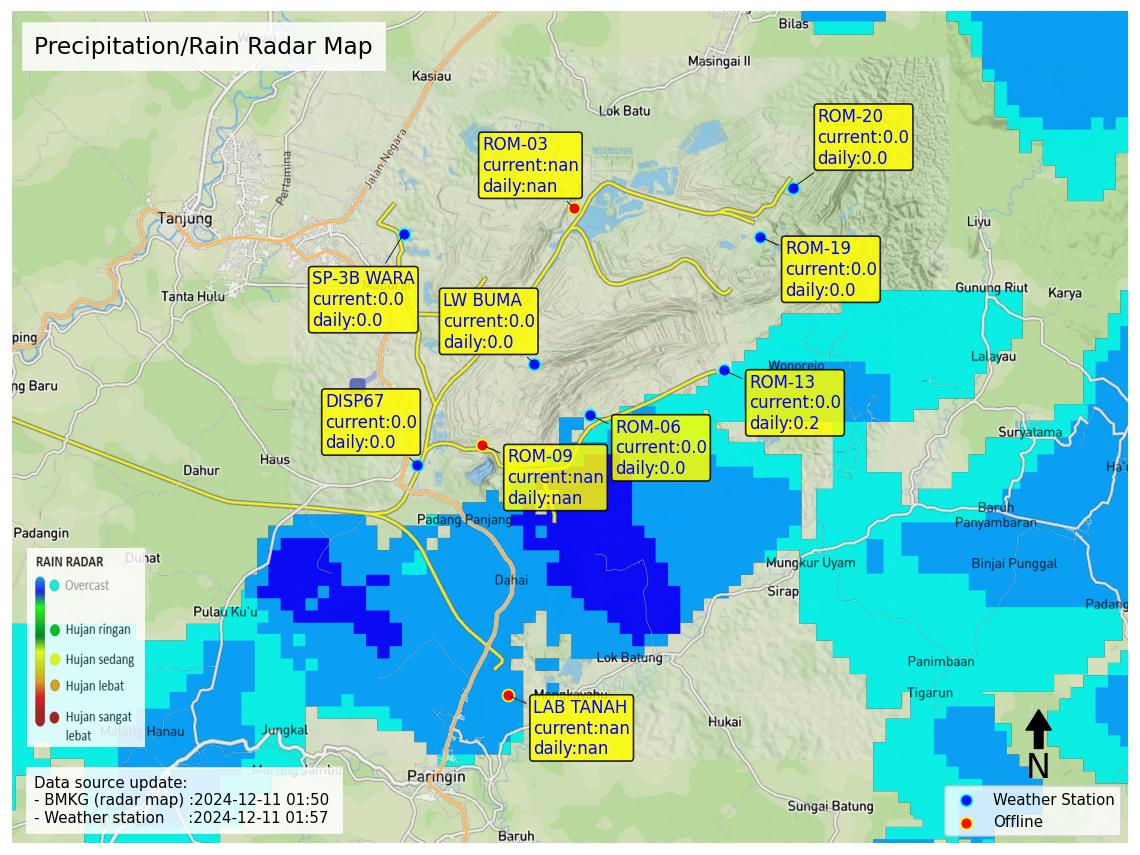 Precipitation/Rain Radar Map
Bilas
Masingai II
Kasiau
Lok Batu
Jalan Negara
Pertamina
Tanjung
Liyu
ROM-20
current:0.0
daily:0.0
ROM-03
current:nan
daily:nan
ROM-19
current:0.0
daily:0.0
SP-3B WARA
current:0.0
daily:0.0
LW BUMA
current:0.0
daily:0.0
Tanta Hulu
Gunung Riut
Karya
ping
Lalayau
Wonorejo
ng Baru
ROM-13
current:0.0
daily:0.2
DISP67
current:0.0
daily:0.0
ROM-06
current:0.0
daily:0.0
Suryatama
ROM-09
current:nan
daily:nan
Haus
Dahur
Ha'u
Baruh
Panyambaran
Padang Panjang
Padangin
Duhat
Mungkur Uyam
Binjai Punggal
Dahai
Sirap
Padang
Pulau Ku'u
RAIN RADAR
Overcast
Hujan ringan
Hujan sedang
Hujan lebat
Hujan sangat
lebat
Lok Batung
Panimbaan
Tigarun
Mangkayahu
LAB TANAH
current:nan
daily:nan
Hukai
Matang Hanau
Jungkal
Murung Jambu
Paringin
Sungai Batung
Baruh
N
Data source update:
- BMKG (radar map) :2024-12-11 01:50
- Weather station :2024-12-11 01:57
Weather Station
Offline